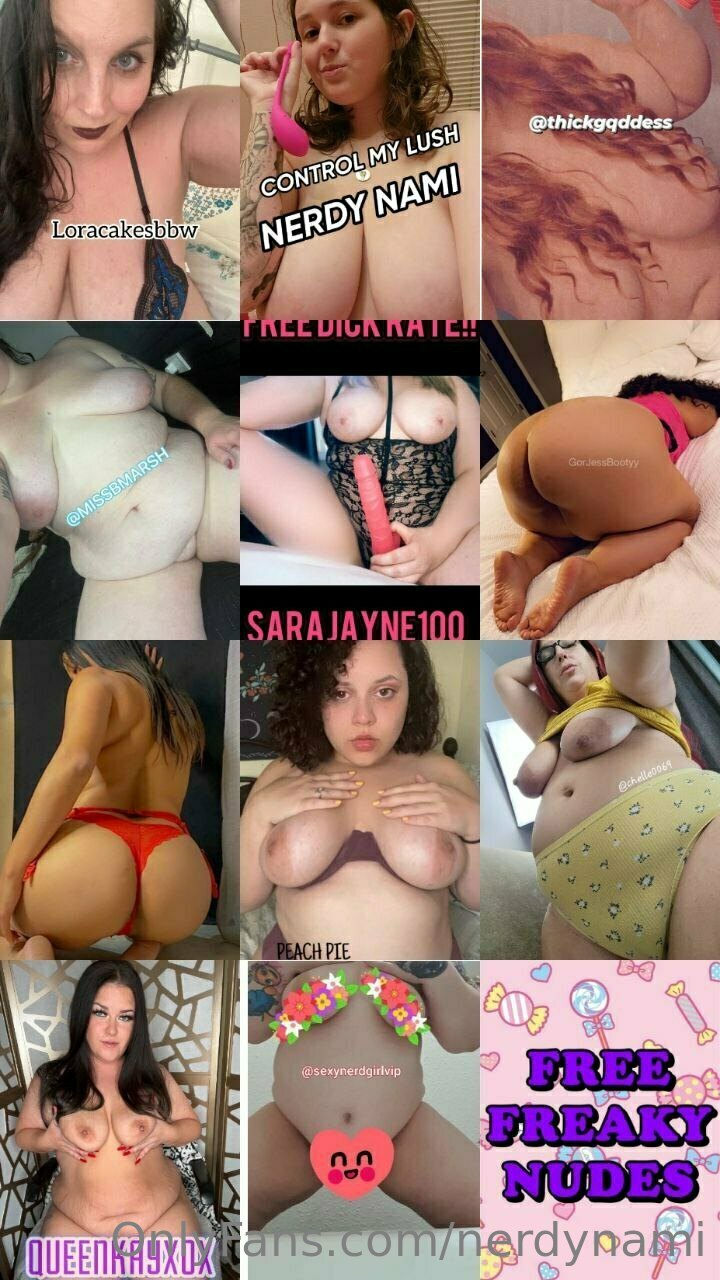 Loracakesbbw
CONTROL MY LUSH
NERDY NAMI
@thickgqddess
@MISSBMARSH
FREE DICK RATE!!
SARAJAYNE100
GorJessBootyy
PEACH PIE
@chelle0069
QUEENKAYXOX
@sexynerdgirlvip
FREE
FREAKY
NUDES
OnlyFans.com/nerdynami